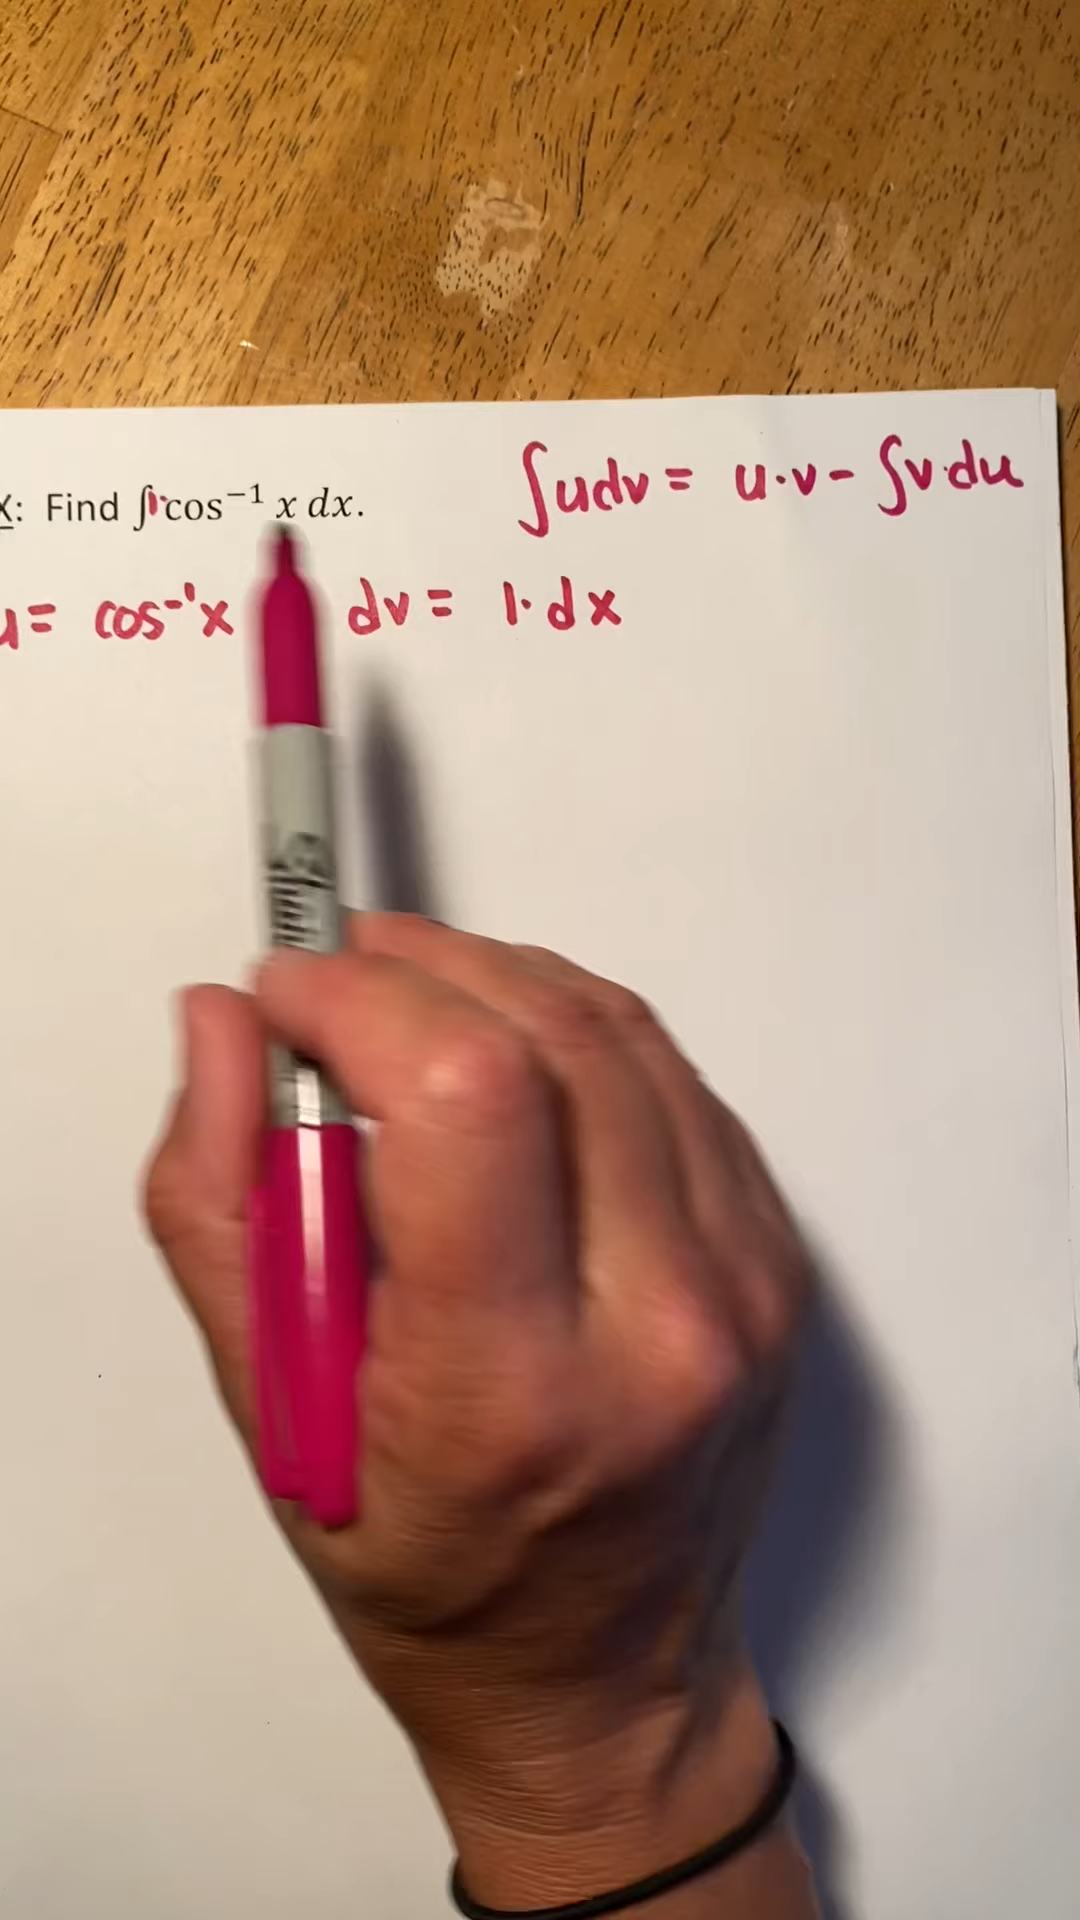 X: Find ∫1·cos⁻¹ x dx.
∫udv = u·v - ∫v·du
u = cos⁻¹x dv = 1·dx